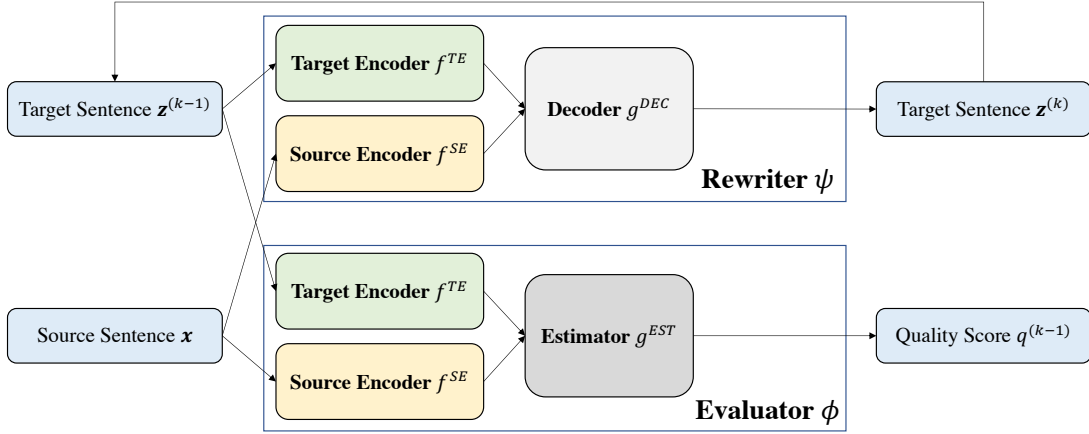 Target Encoder f^{TE}
Target Sentence z^{(k-1)}
Decoder g^{DEC}
Target Sentence z^{(k)}
Source Encoder f^{SE}
Rewriter ψ
Target Encoder f^{TE}
Source Sentence x
Estimator g^{EST}
Quality Score q^{(k-1)}
Source Encoder f^{SE}
Evaluator ϕ